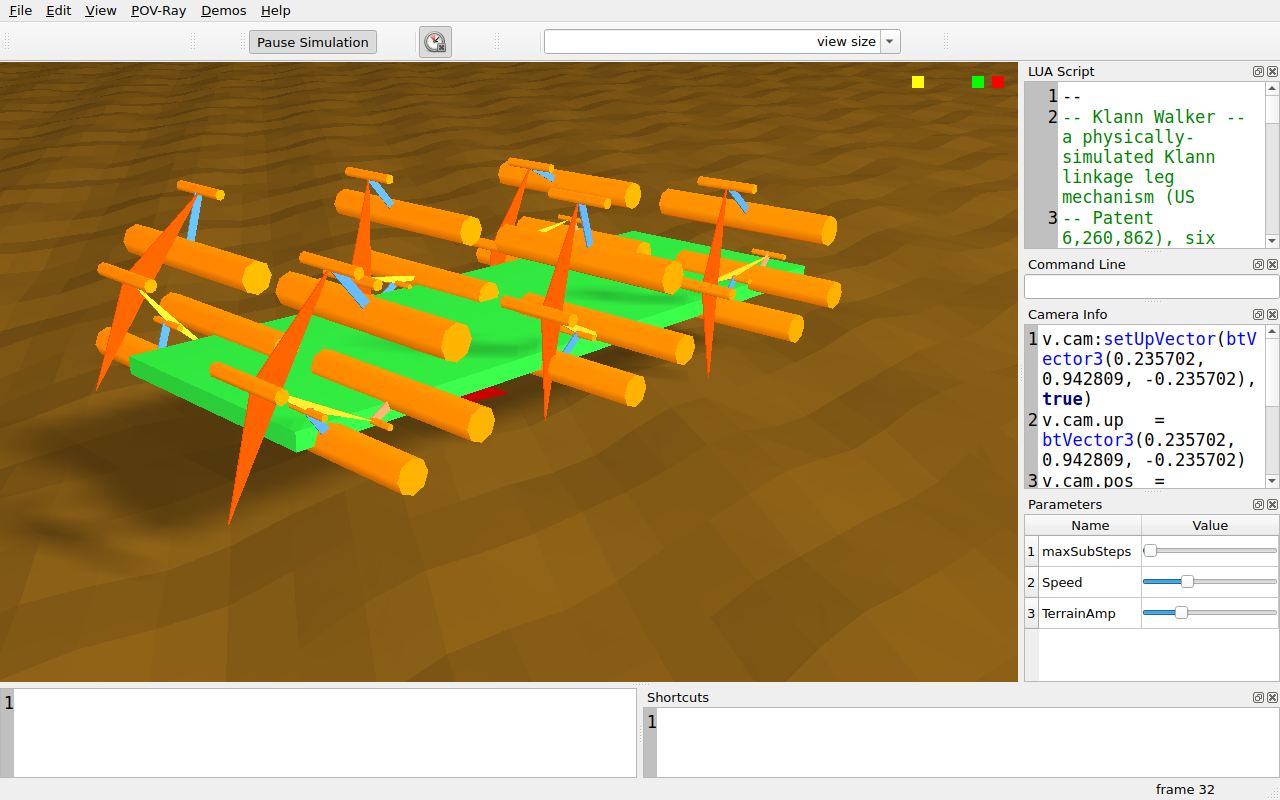 File Edit View POV-Ray Demos Help
Pause Simulation
view size
LUA Script
1 --
2 -- Klann Walker --
a physically-
simulated Klann
linkage leg
mechanism (US
3 -- Patent
6,260,862), six
Command Line
Camera Info
1 v.cam:setUpVector(btV
ector3(0.235702,
0.942809, -0.235702),
true)
2 v.cam.up   =
btVector3(0.235702,
0.942809, -0.235702)
3 v.cam.pos  =
Parameters
Name Value
1 maxSubSteps
2 Speed
3 TerrainAmp
1
Shortcuts
1
frame 32